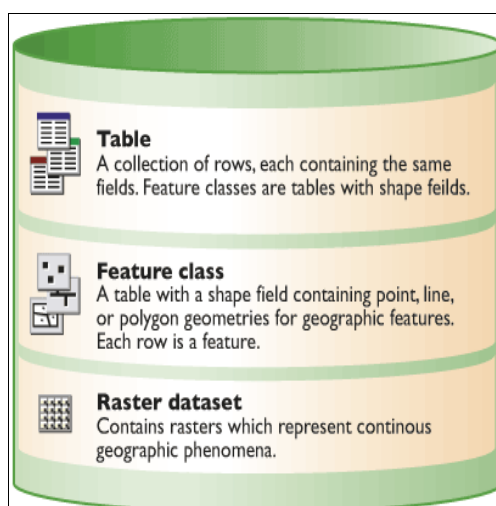 Table
A collection of rows, each containing the same
fields. Feature classes are tables with shape feilds.
Feature class
A table with a shape field containing point, line,
or polygon geometries for geographic features.
Each row is a feature.
Raster dataset
Contains rasters which represent continous
geographic phenomena.